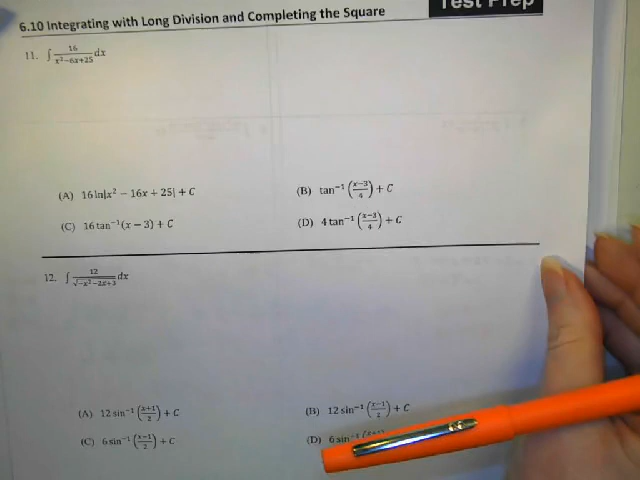 6.10 Integrating with Long Division and Completing the Square
Test Prep
11. ∫ 16/(x²−6x+25) dx
(A) 16 ln|x² − 16x + 25| + C
(B) tan⁻¹((x−3)/4) + C
(C) 16 tan⁻¹(x − 3) + C
(D) 4 tan⁻¹((x−3)/4) + C
12. ∫ 12/√(−x²−2x+3) dx
(A) 12 sin⁻¹((x+1)/2) + C
(B) 12 sin⁻¹((x−1)/2) + C
(C) 6 sin⁻¹((x−1)/2) + C
(D) 6 sin⁻¹